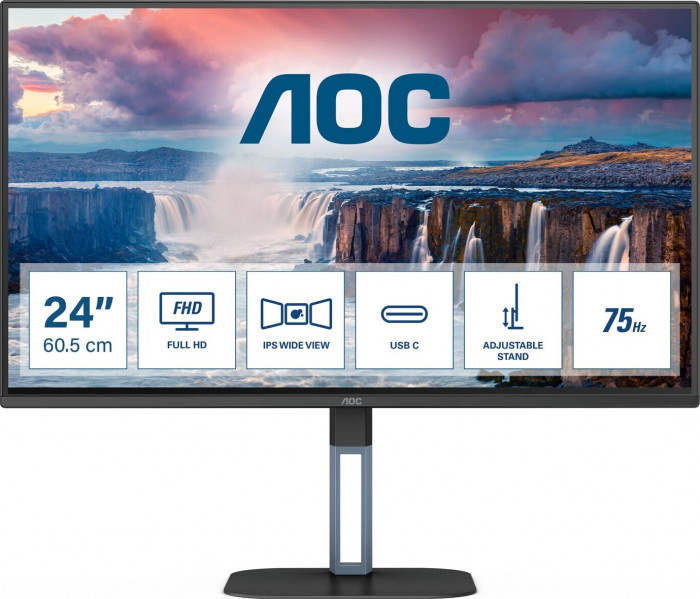 AOC
24"
60.5 cm
FHD
FULL HD
IPS WIDE VIEW
USB C
ADJUSTABLE
STAND
75Hz
AOC